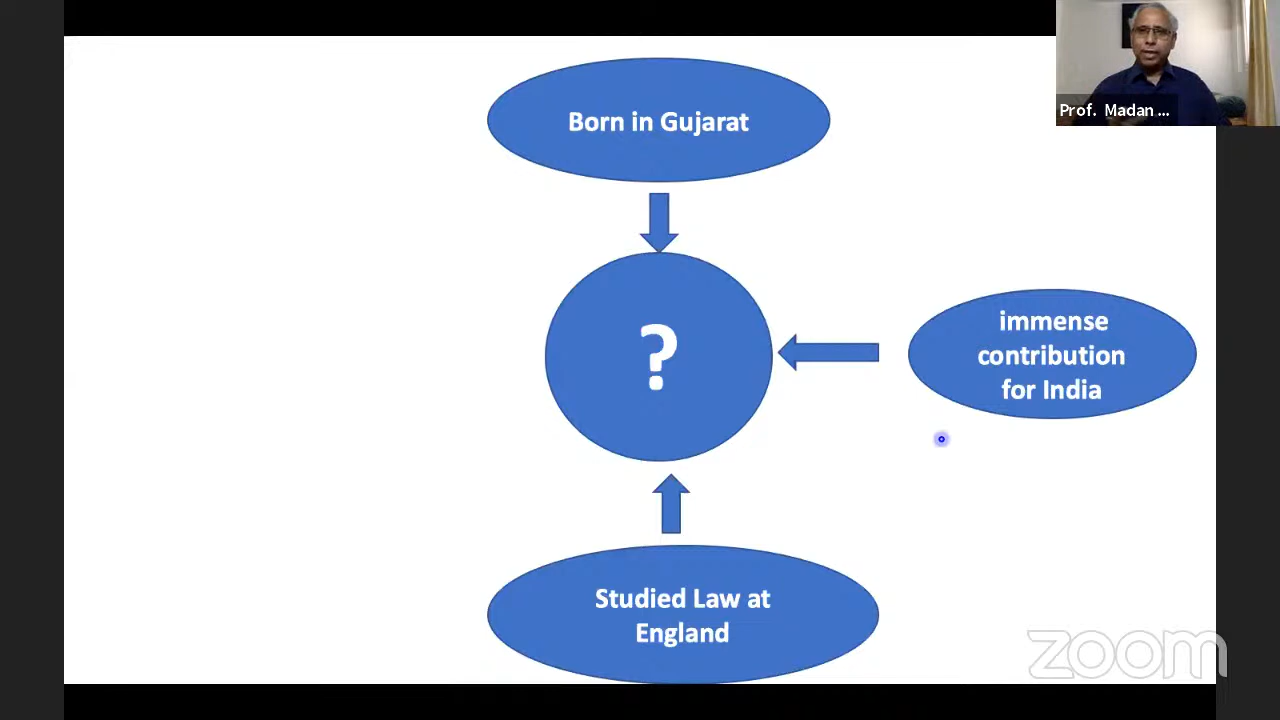 Prof. Madan ...
Born in Gujarat
?
immense
contribution
for India
Studied Law at
England
zoom